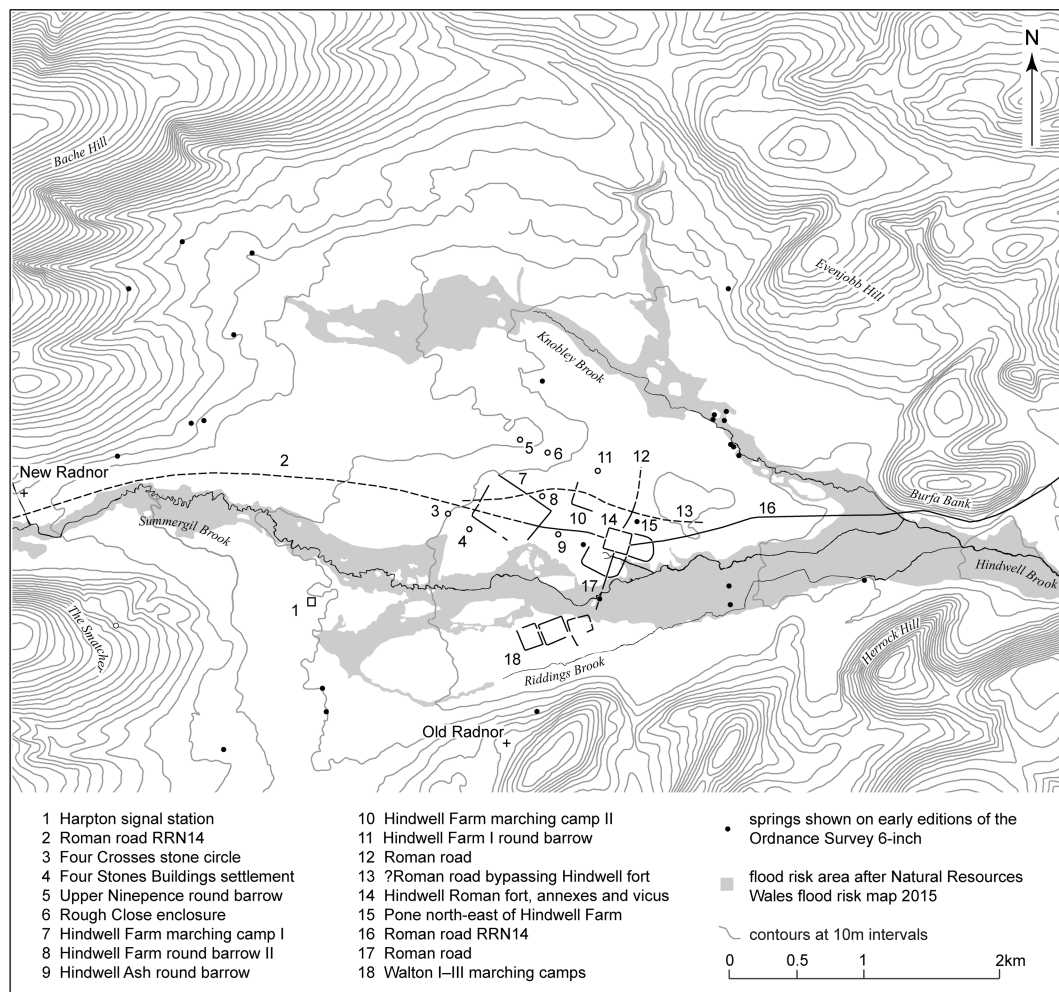 N
Bache Hill
Evenjobb Hill
Knobley Brook
5
6
11
12
New Radnor
2
7
Burfa Bank
8
3
13
16
14
15
10
Summergil Brook
4
9
Hindwell Brook
17
1
The Smatcher
Herrock Hill
18
Riddings Brook
Old Radnor
1 Harpton signal station
2 Roman road RRN14
3 Four Crosses stone circle
4 Four Stones Buildings settlement
5 Upper Ninepence round barrow
6 Rough Close enclosure
7 Hindwell Farm marching camp I
8 Hindwell Farm round barrow II
9 Hindwell Ash round barrow
10 Hindwell Farm marching camp II
11 Hindwell Farm I round barrow
12 Roman road
13 ?Roman road bypassing Hindwell fort
14 Hindwell Roman fort, annexes and vicus
15 Pone north-east of Hindwell Farm
16 Roman road RRN14
17 Roman road
18 Walton I–III marching camps
springs shown on early editions of the
Ordnance Survey 6-inch
flood risk area after Natural Resources
Wales flood risk map 2015
contours at 10m intervals
0 0.5 1 2km